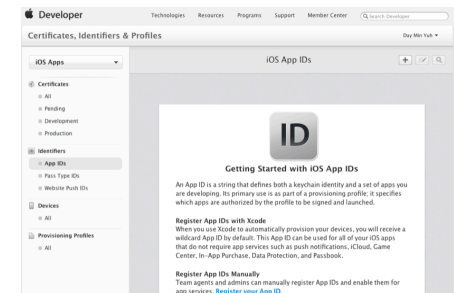 Developer
Technologies Resources Programs Support Member Center Search Developer
Certificates, Identifiers & Profiles
Day Min Yuh
iOS Apps
iOS App IDs
Certificates
All
Pending
Development
Production
Identifiers
App IDs
Pass Type IDs
Website Push IDs
Devices
All
Provisioning Profiles
All
ID
Getting Started with iOS App IDs
An App ID is a string that defines both a keychain identity and a set of apps you
are developing. Its primary use is as part of a provisioning profile; it specifies
which apps are authorized by the profile to be signed and launched.
Register App IDs with Xcode
When you use Xcode to automatically provision your devices, you will receive a
wildcard App ID by default. This App ID can be used for all of your iOS apps
that do not require app services such as push notifications, iCloud, Game
Center, In-App Purchase, Data Protection, and Passbook.
Register App IDs Manually
Team agents and admins can manually register App IDs and enable them for
app services. Register your App ID.